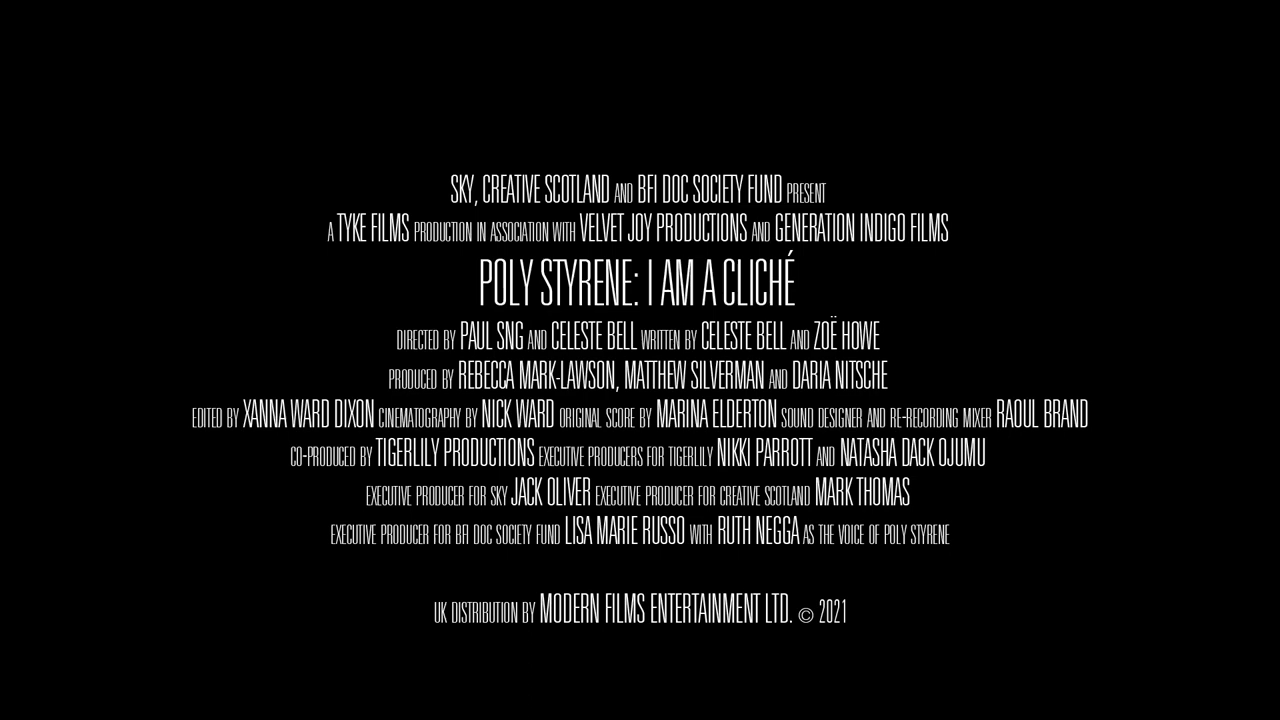 SKY, CREATIVE SCOTLAND AND BFI DOC SOCIETY FUND PRESENT
A TYKE FILMS PRODUCTION IN ASSOCIATION WITH VELVET JOY PRODUCTIONS AND GENERATION INDIGO FILMS
POLY STYRENE: I AM A CLICHÉ
DIRECTED BY PAUL SNG AND CELESTE BELL WRITTEN BY CELESTE BELL AND ZOË HOWE
PRODUCED BY REBECCA MARK-LAWSON, MATTHEW SILVERMAN AND DARIA NITSCHE
EDITED BY XANNA WARD DIXON CINEMATOGRAPHY BY NICK WARD ORIGINAL SCORE BY MARINA ELDERTON SOUND DESIGNER AND RE-RECORDING MIXER RAOUL BRAND
CO-PRODUCED BY TIGERLILY PRODUCTIONS EXECUTIVE PRODUCERS FOR TIGERLILY NIKKI PARROTT AND NATASHA DACK OJUMU
EXECUTIVE PRODUCER FOR SKY JACK OLIVER EXECUTIVE PRODUCER FOR CREATIVE SCOTLAND MARK THOMAS
EXECUTIVE PRODUCER FOR BFI DOC SOCIETY FUND LISA MARIE RUSSO WITH RUTH NEGGA AS THE VOICE OF POLY STYRENE
UK DISTRIBUTION BY MODERN FILMS ENTERTAINMENT LTD. © 2021